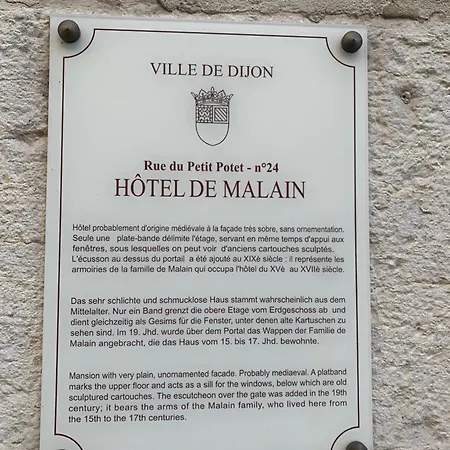 VILLE DE DIJON
Rue du Petit Potet - n°24
HÔTEL DE MALAIN
Hôtel probablement d'origine médiévale à la façade très sobre, sans ornementation.
Seule une plate-bande délimite l'étage, servant en même temps d'appui aux
fenêtres, sous lesquelles on peut voir d'anciens cartouches sculptés.
L'écusson au dessus du portail a été ajouté au XIXè siècle : il représente les
armoiries de la famille de Malain qui occupa l'hôtel du XVè au XVIIè siècle.
Das sehr schlichte und schmucklose Haus stammt wahrscheinlich aus dem
Mittelalter. Nur ein Band grenzt die obere Etage vom Erdgeschoss ab und
dient gleichzeitig als Gesims für die Fenster, unter denen alte Kartuschen zu
sehen sind. Im 19. Jhd. wurde über dem Portal das Wappen der Familie de
Malain angebracht, die das Haus vom 15. bis 17. Jhd. bewohnte.
Mansion with very plain, unornamented facade. Probably mediaeval. A platband
marks the upper floor and acts as a sill for the windows, below which are old
sculptured cartouches. The escutcheon over the gate was added in the 19th
century; it bears the arms of the Malain family, who lived here from
the 15th to the 17th centuries.